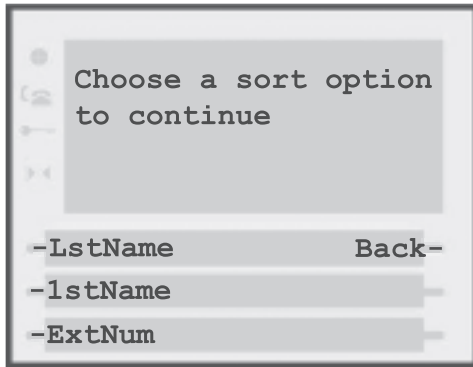 Choose a sort option
to continue
-LstName Back-
-1stName
-ExtNum